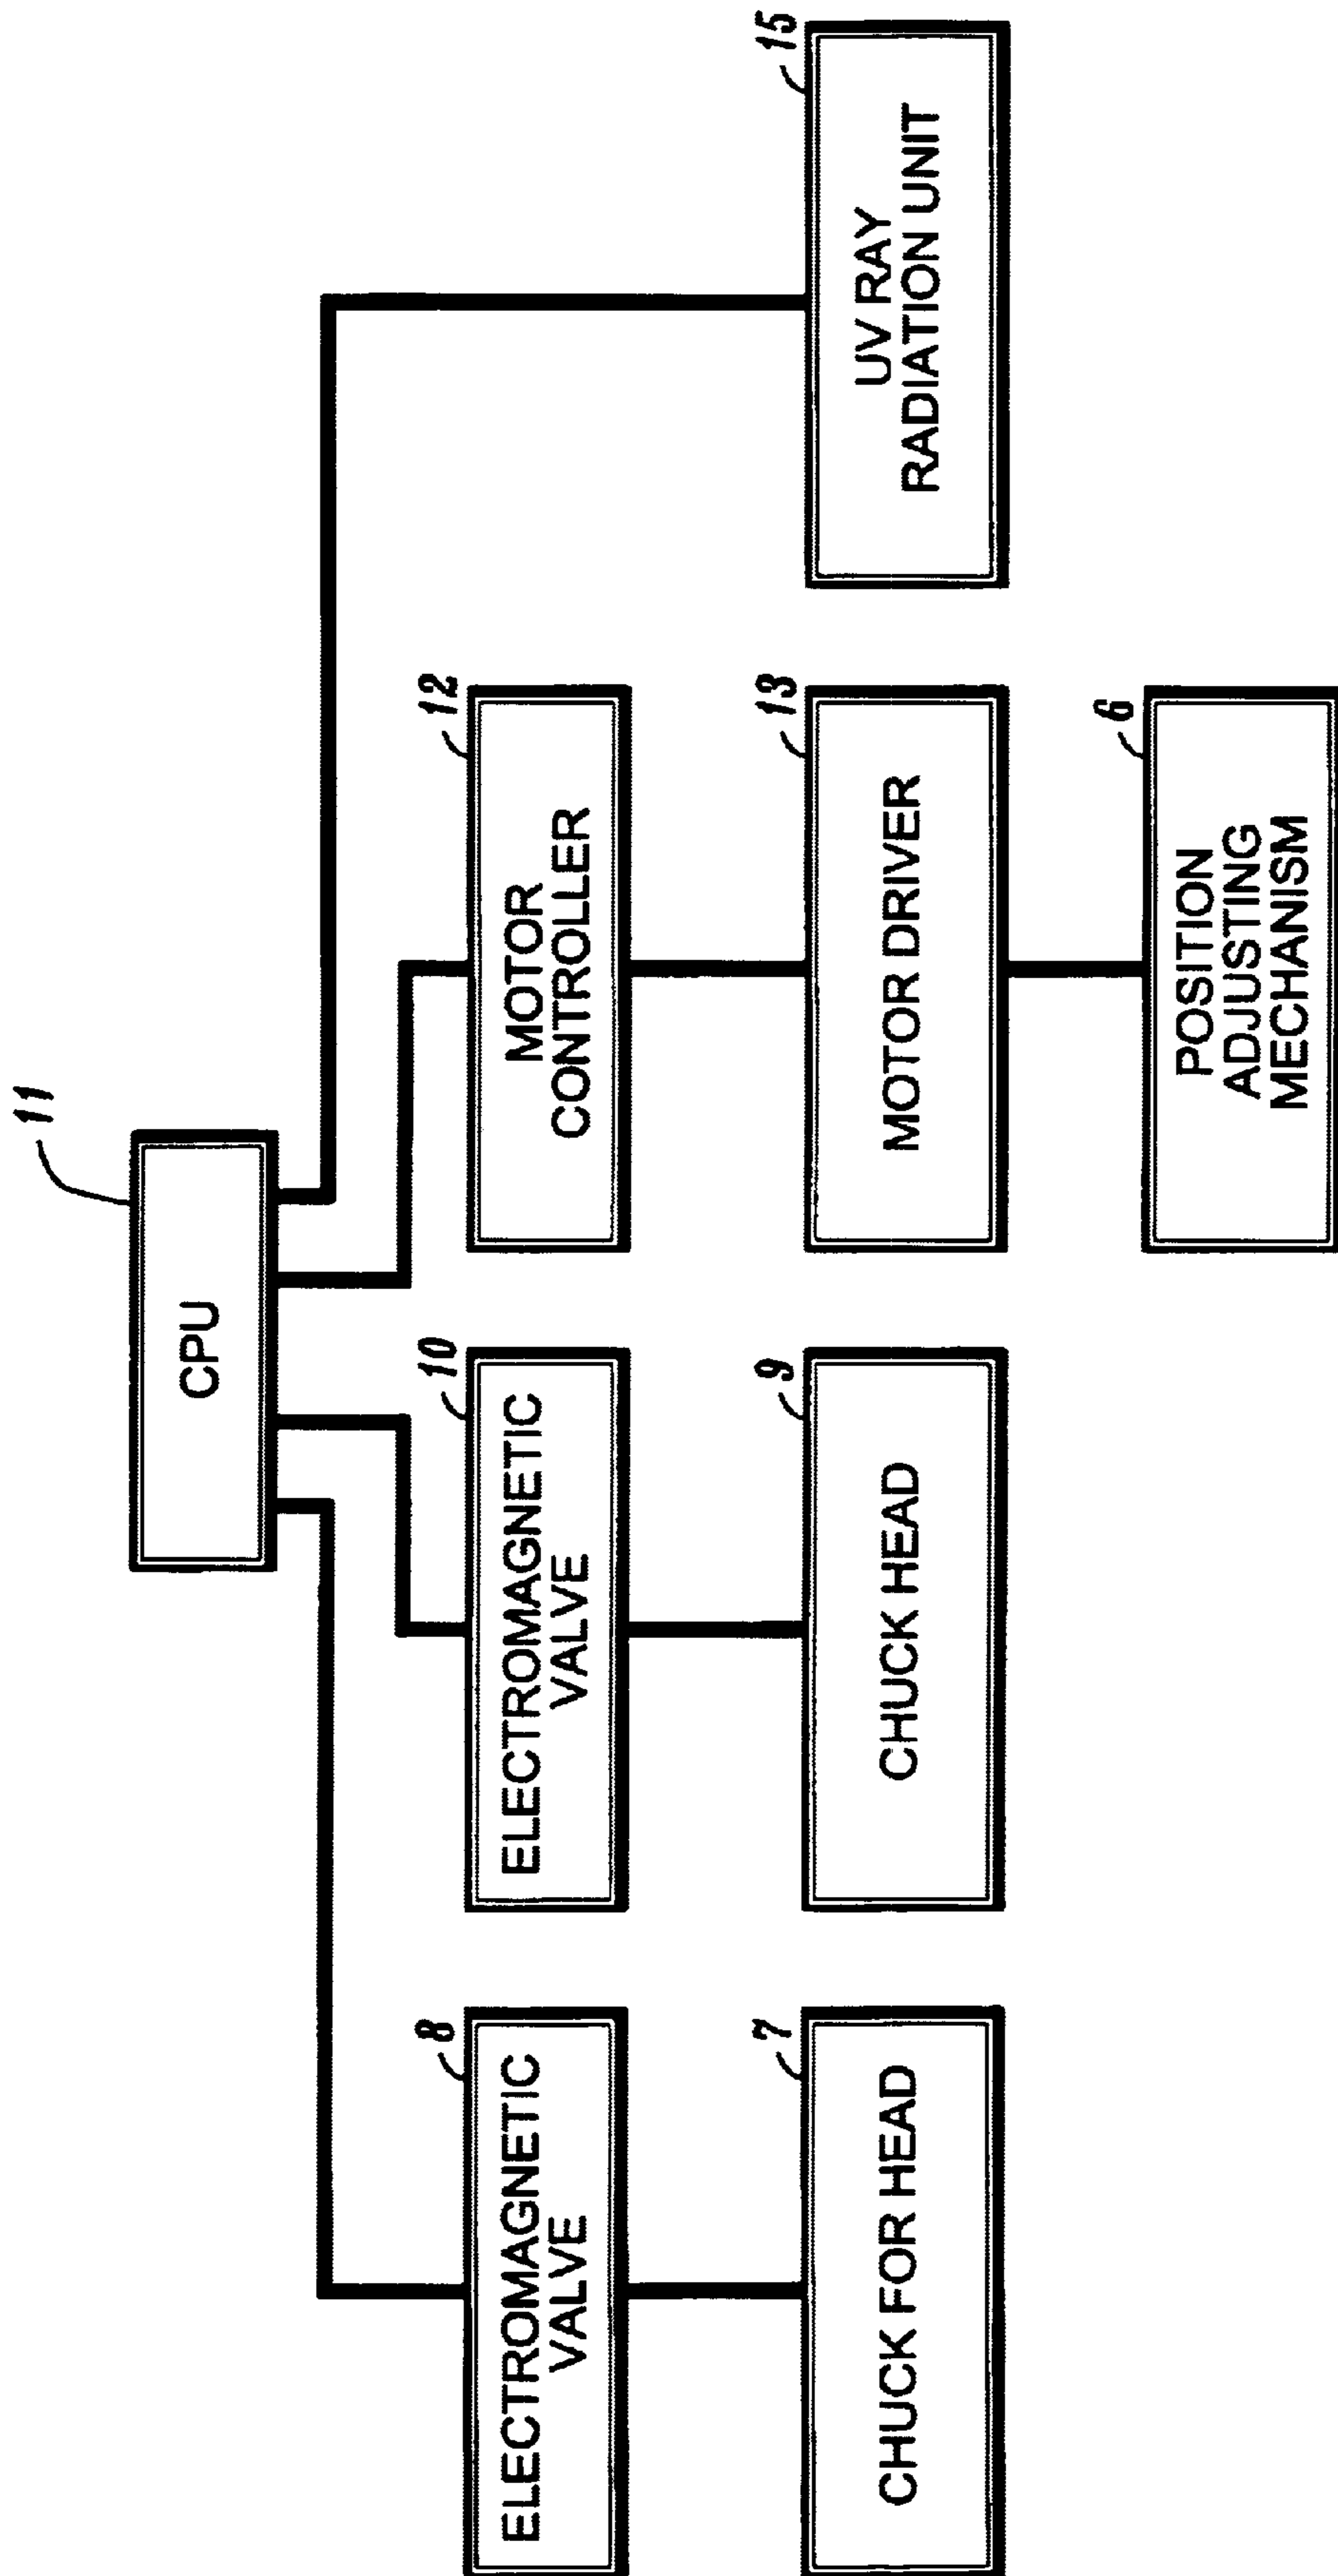 11
CPU
8
ELECTROMAGNETIC
VALVE
10
ELECTROMAGNETIC
VALVE
12
MOTOR
CONTROLLER
7
CHUCK FOR HEAD
9
CHUCK HEAD
13
MOTOR DRIVER
15
UV RAY
RADIATION UNIT
6
POSITION
ADJUSTING
MECHANISM